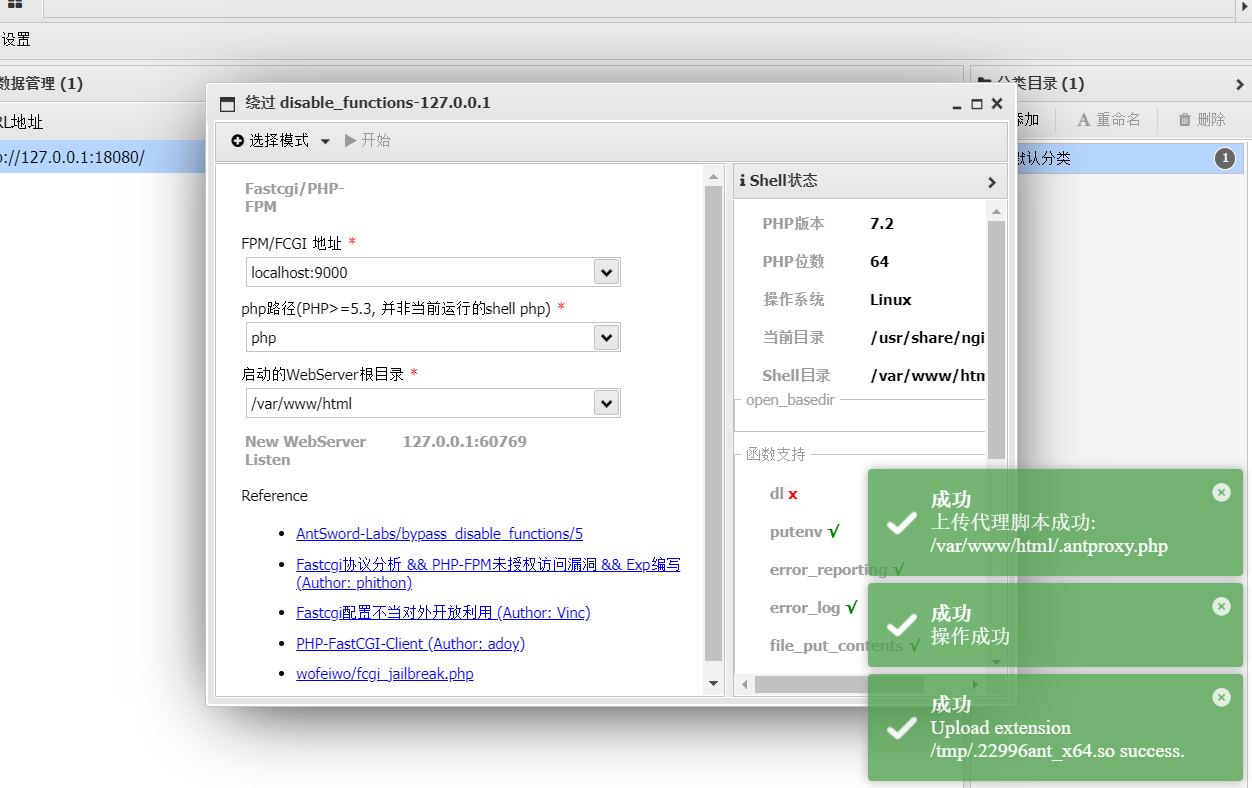 设置
数据管理 (1)
分类目录 (1)
绕过 disable_functions-127.0.0.1
RL地址
添加
重命名
删除
选择模式
开始
://127.0.0.1:18080/
默认分类
1
Fastcgi/PHP-
FPM
FPM/FCGI 地址 *
localhost:9000
php路径(PHP>=5.3, 并非当前运行的shell php) *
php
启动的WebServer根目录 *
/var/www/html
New WebServer
Listen
127.0.0.1:60769
Reference
AntSword-Labs/bypass_disable_functions/5
Fastcgi协议分析 && PHP-FPM未授权访问漏洞 && Exp编写
(Author: phithon)
Fastcgi配置不当对外开放利用 (Author: Vinc)
PHP-FastCGI-Client (Author: adoy)
wofeiwo/fcgi_jailbreak.php
Shell状态
PHP版本 7.2
PHP位数 64
操作系统 Linux
当前目录 /usr/share/ngi
Shell目录 /var/www/htn
open_basedir
函数支持
dl x
putenv √
error_reporting √
error_log √
file_put_contents √
成功
上传代理脚本成功:
/var/www/html/.antproxy.php
成功
操作成功
成功
Upload extension
/tmp/.22996ant_x64.so success.